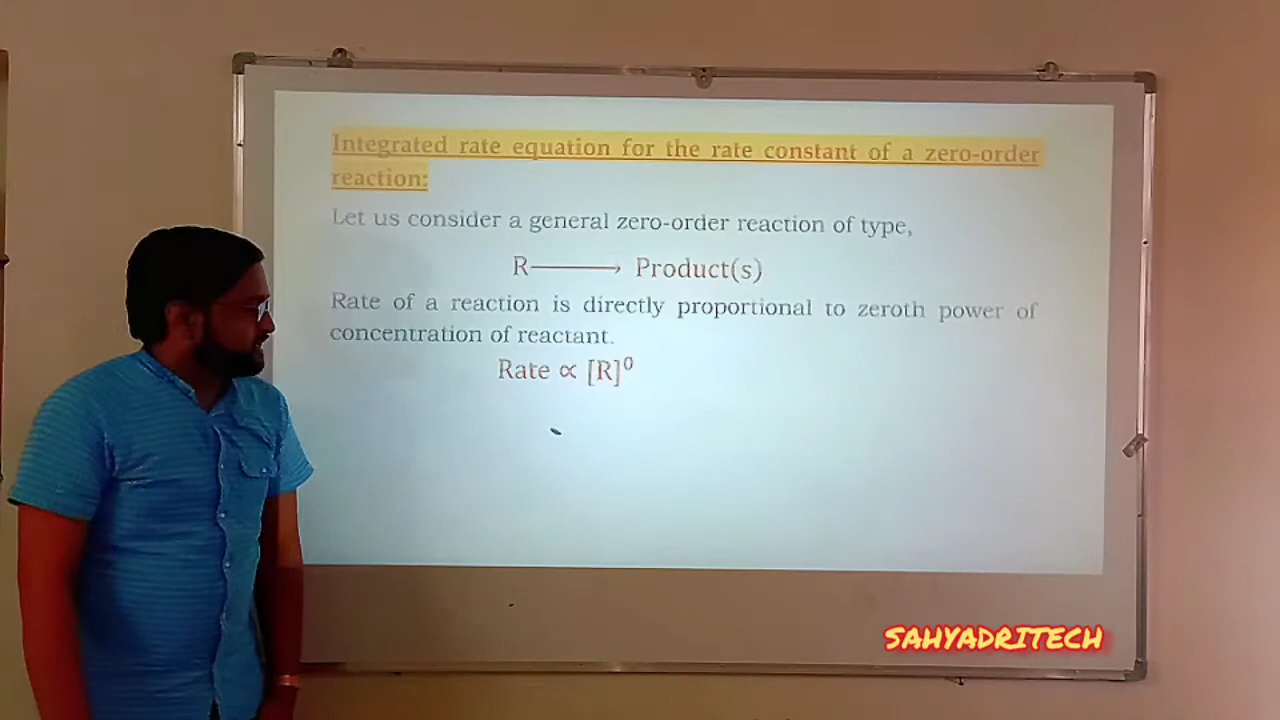 Integrated rate equation for the rate constant of a zero-order
reaction:
Let us consider a general zero-order reaction of type,
R⟶ Product(s)
Rate of a reaction is directly proportional to zeroth power of
concentration of reactant.
Rate ∝ [R]⁰
SAHYADRITECH